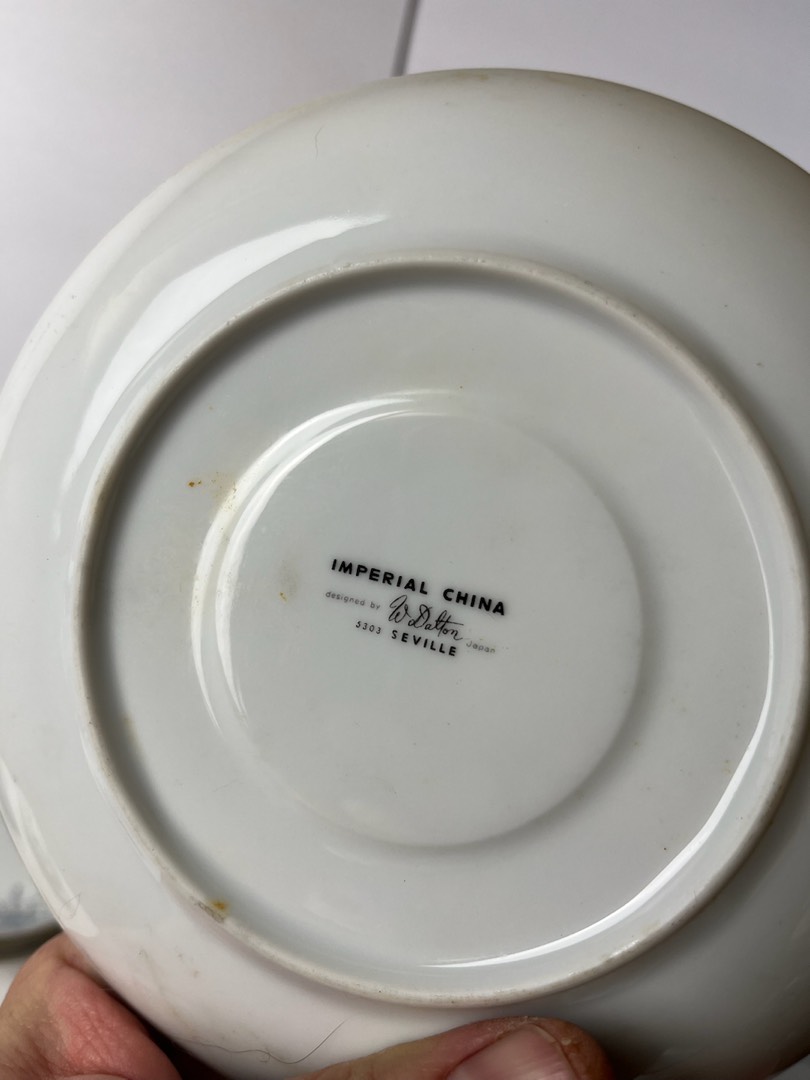 IMPERIAL CHINA
designed by W. Dalton
5303 SEVILLE Japan